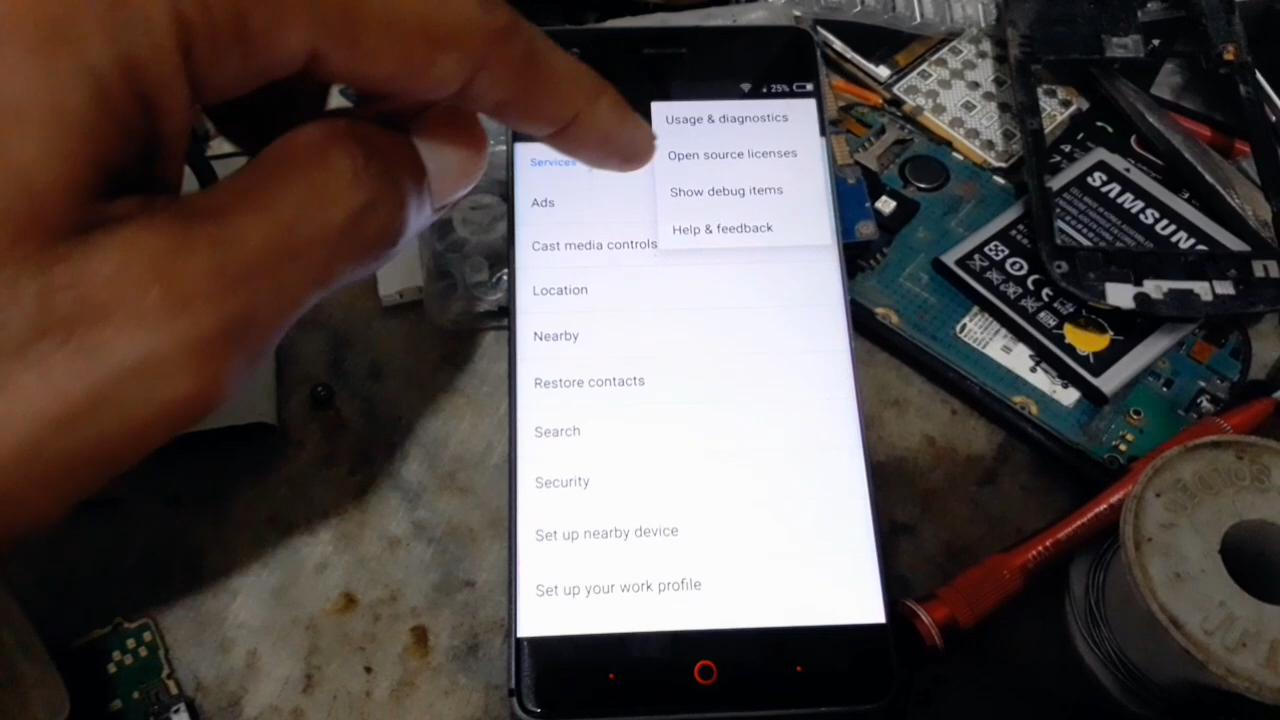 25%
Usage & diagnostics
Open source licenses
Show debug items
Help & feedback
Services
Ads
Cast media controls
Location
Nearby
Restore contacts
Search
Security
Set up nearby device
Set up your work profile
SAMSUNG
SOLDE